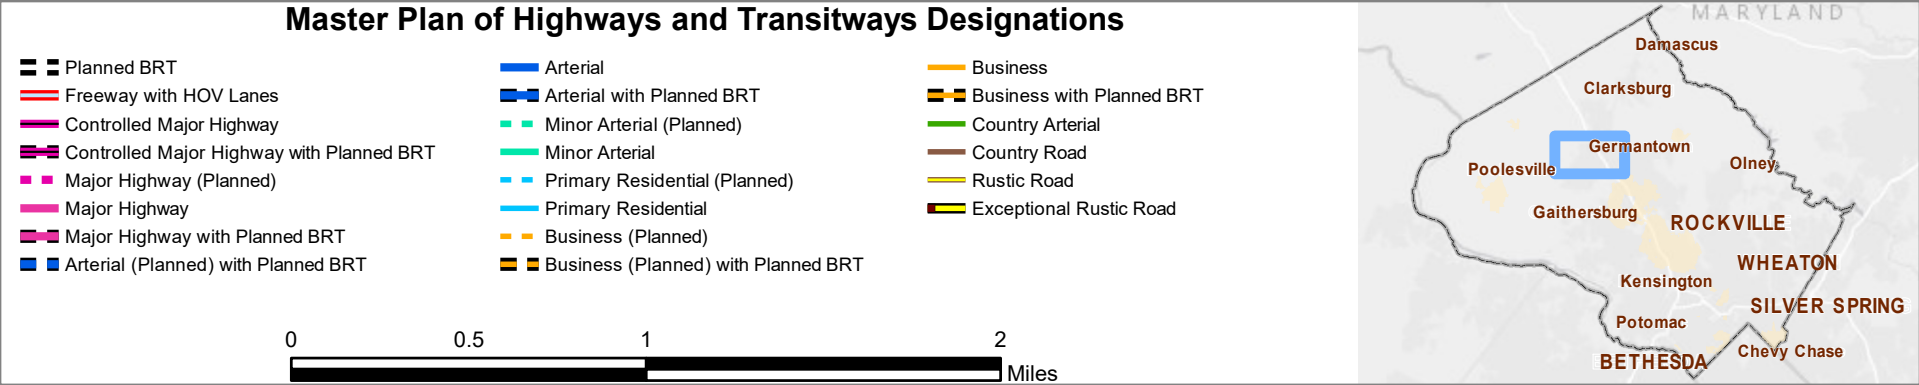 Master Plan of Highways and Transitways Designations
Planned BRT
Freeway with HOV Lanes
Controlled Major Highway
Controlled Major Highway with Planned BRT
Major Highway (Planned)
Major Highway
Major Highway with Planned BRT
Arterial (Planned) with Planned BRT
Arterial
Arterial with Planned BRT
Minor Arterial (Planned)
Minor Arterial
Primary Residential (Planned)
Primary Residential
Business (Planned)
Business (Planned) with Planned BRT
Business
Business with Planned BRT
Country Arterial
Country Road
Rustic Road
Exceptional Rustic Road
0 0.5 1 2
Miles
MARYLAND
Damascus
Clarksburg
Germantown
Poolesville
Olney
Gaithersburg
ROCKVILLE
WHEATON
Kensington
SILVER SPRING
Potomac
Chevy Chase
BETHESDA